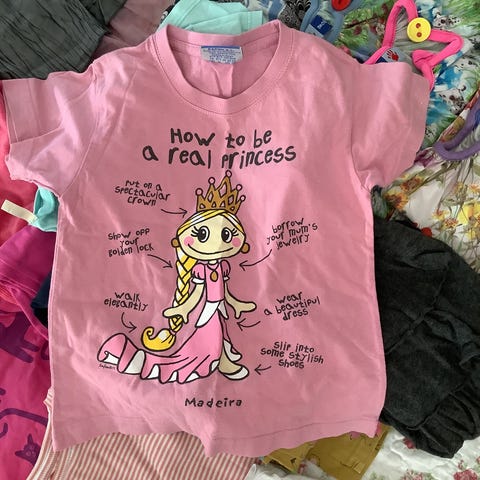 How to be
a real princess
put on a
spectacular
crown
show off
your
golden lock
borrow
your mum's
jewelry
walk
elegantly
wear
a beautiful
dress
slip into
some stylish
shoes
Madeira